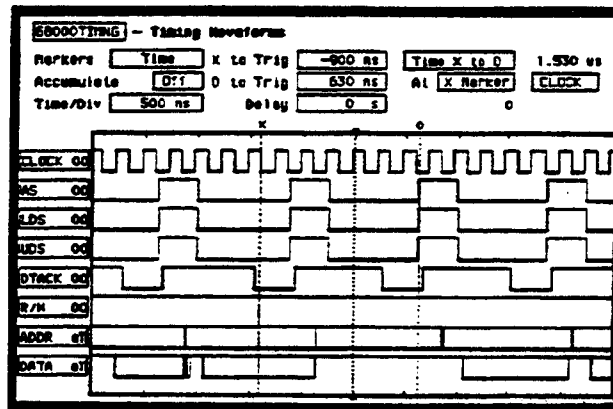 68000TIMNG - Timing Waveforms
Markers Time X to Trig -900 ns Time X to O 1.530 us
Accumulate Off O to Trig 630 ns At X Marker CLOCK
Time/Div 500 ns Delay 0 s 0
X O
CLOCK 00
AS 00
LDS 00
UDS 00
DTACK 00
R/W 00
ADDR
DATA